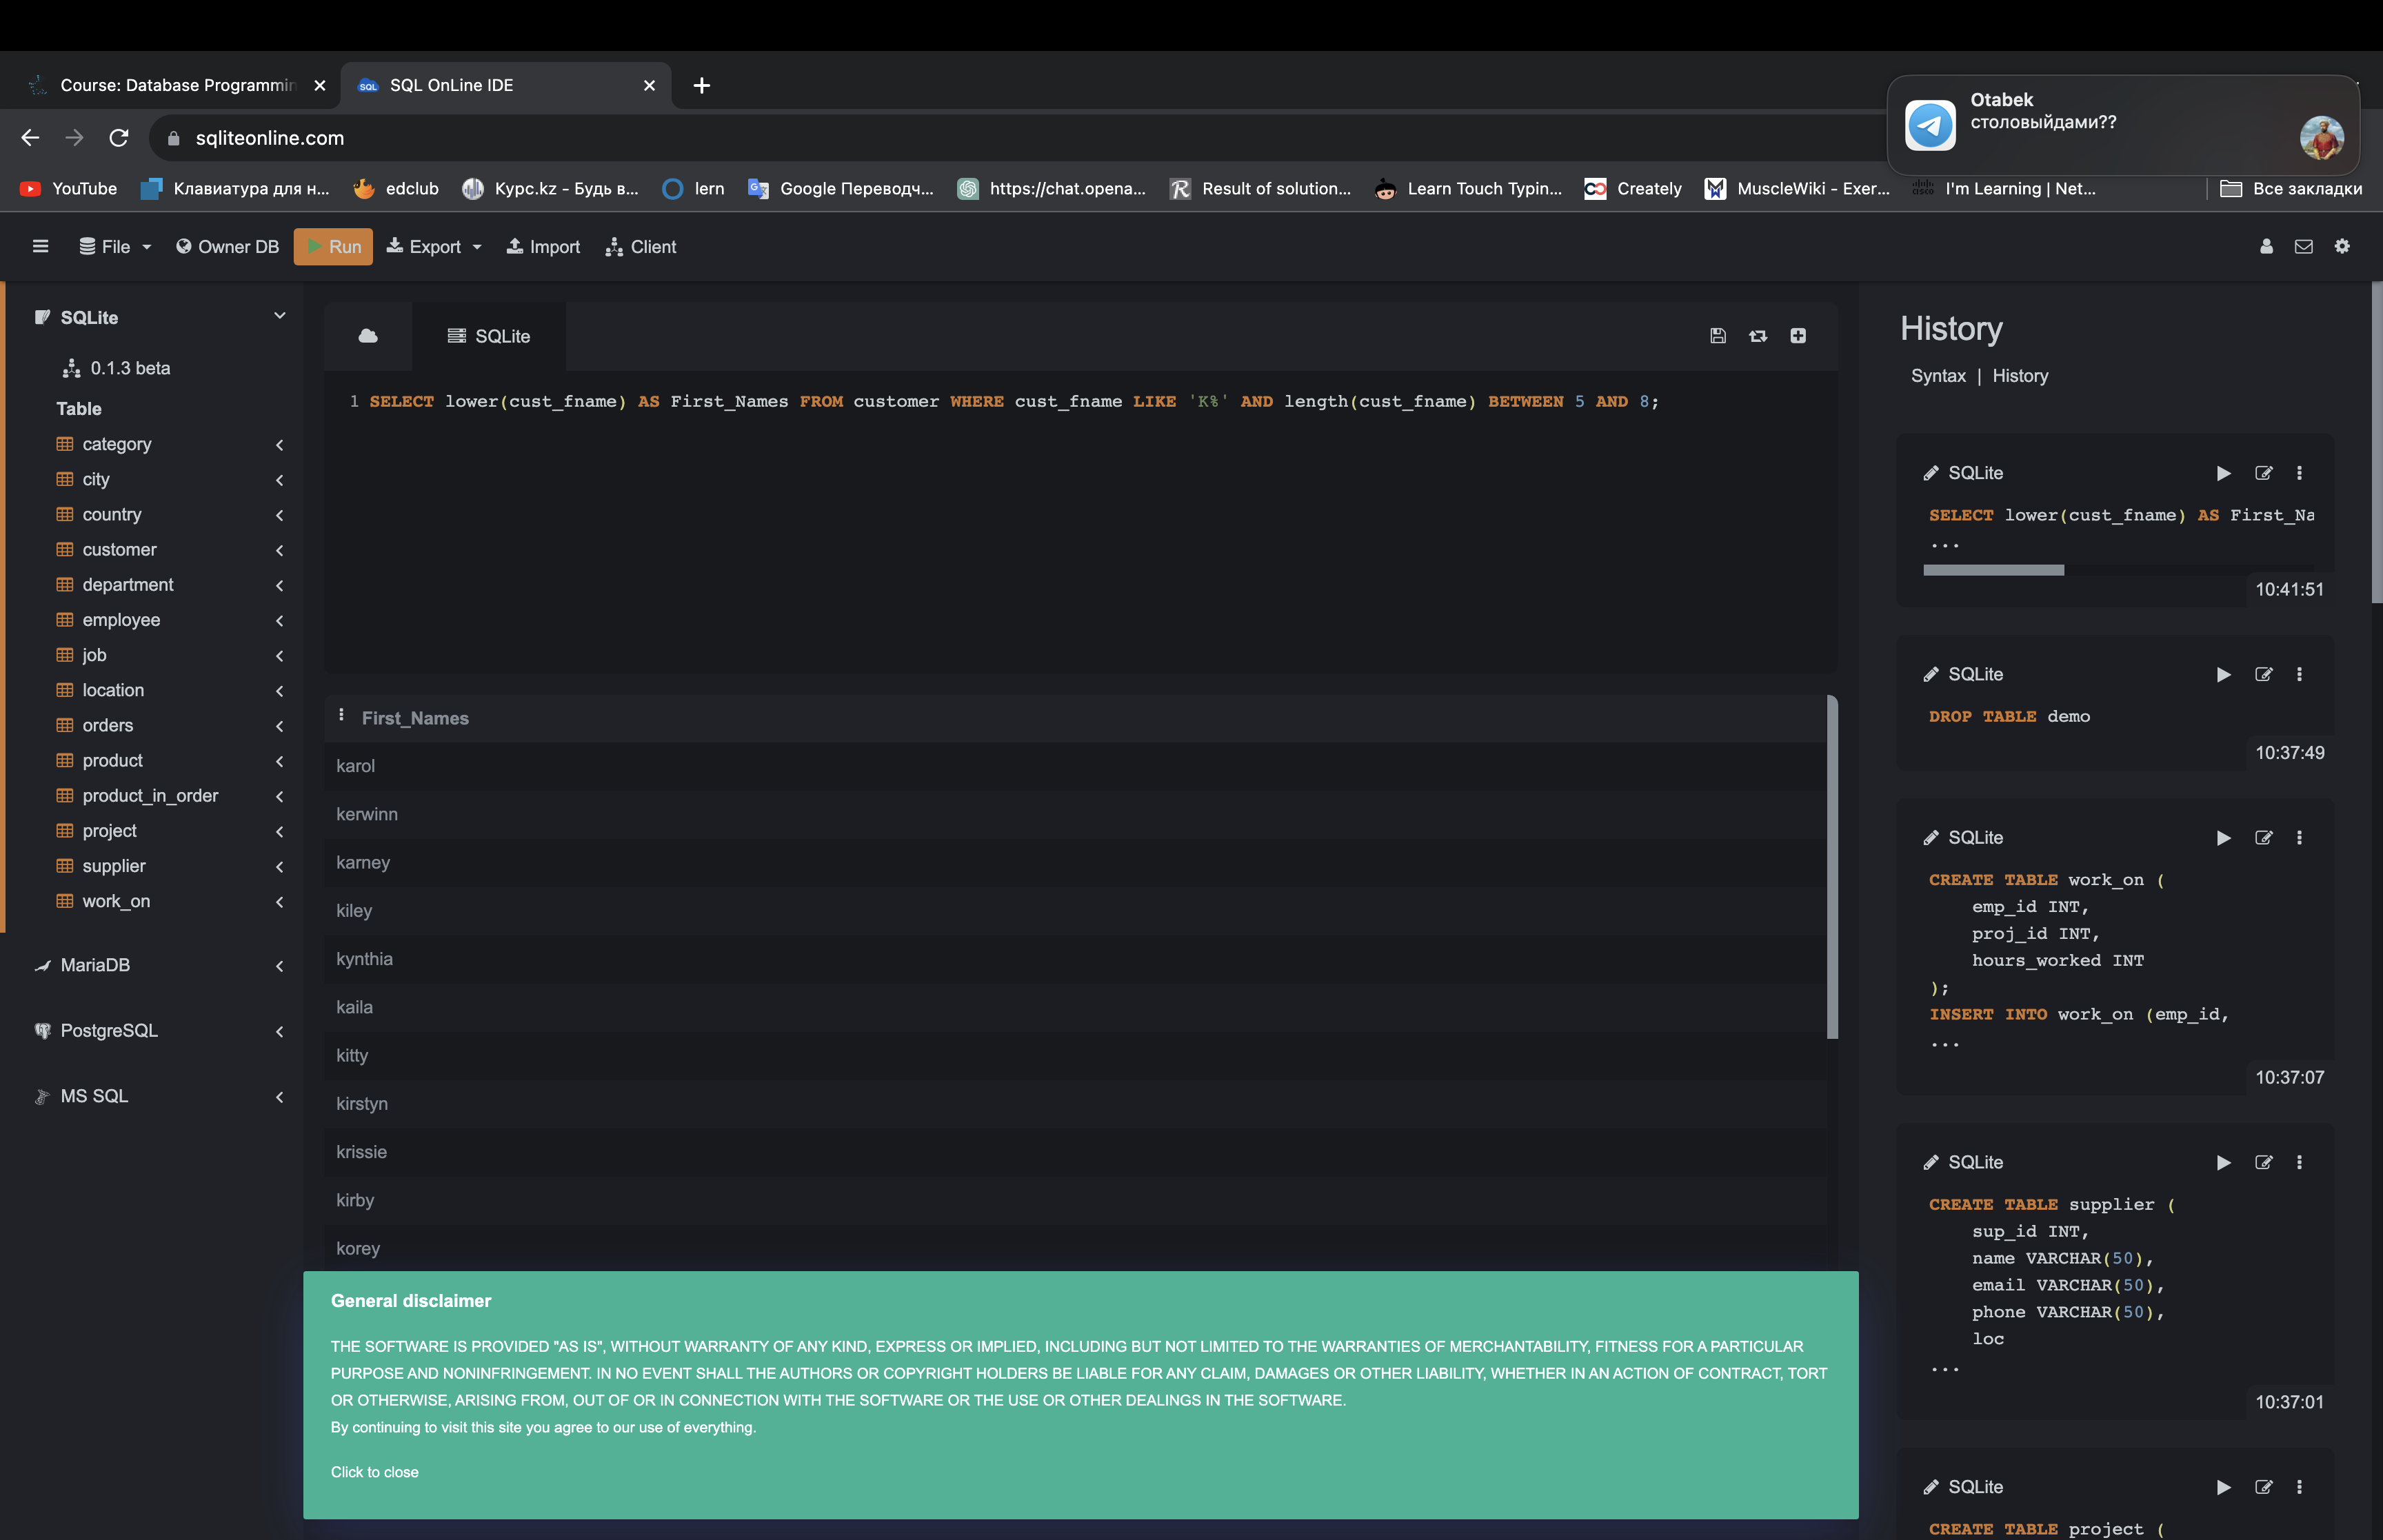 Course: Database Programmin
SQL OnLine IDE
Otabek
столовыйдами??
sqliteonline.com
YouTube
Клавиатура для н...
edclub
Курс.kz - Будь в...
lern
Google Переводч...
https://chat.opena...
Result of solution...
Learn Touch Typin...
Creately
MuscleWiki - Exer...
I'm Learning | Net...
Все закладки
File
Owner DB
Run
Export
Import
Client
SQLite
0.1.3 beta
Table
category
city
country
customer
department
employee
job
location
orders
product
product_in_order
project
supplier
work_on
MariaDB
PostgreSQL
MS SQL
SQLite
1 SELECT lower(cust_fname) AS First_Names FROM customer WHERE cust_fname LIKE 'K%' AND length(cust_fname) BETWEEN 5 AND 8;
First_Names
karol
kerwinn
karney
kiley
kynthia
kaila
kitty
kirstyn
krissie
kirby
korey
General disclaimer
THE SOFTWARE IS PROVIDED "AS IS", WITHOUT WARRANTY OF ANY KIND, EXPRESS OR IMPLIED, INCLUDING BUT NOT LIMITED TO THE WARRANTIES OF MERCHANTABILITY, FITNESS FOR A PARTICULAR
PURPOSE AND NONINFRINGEMENT. IN NO EVENT SHALL THE AUTHORS OR COPYRIGHT HOLDERS BE LIABLE FOR ANY CLAIM, DAMAGES OR OTHER LIABILITY, WHETHER IN AN ACTION OF CONTRACT, TORT
OR OTHERWISE, ARISING FROM, OUT OF OR IN CONNECTION WITH THE SOFTWARE OR THE USE OR OTHER DEALINGS IN THE SOFTWARE.
By continuing to visit this site you agree to our use of everything.
Click to close
History
Syntax | History
SQLite
SELECT lower(cust_fname) AS First_Na
...
10:41:51
SQLite
DROP TABLE demo
10:37:49
SQLite
CREATE TABLE work_on (
emp_id INT,
proj_id INT,
hours_worked INT
);
INSERT INTO work_on (emp_id,
...
10:37:07
SQLite
CREATE TABLE supplier (
sup_id INT,
name VARCHAR(50),
email VARCHAR(50),
phone VARCHAR(50),
loc
...
10:37:01
SQLite
CREATE TABLE project (